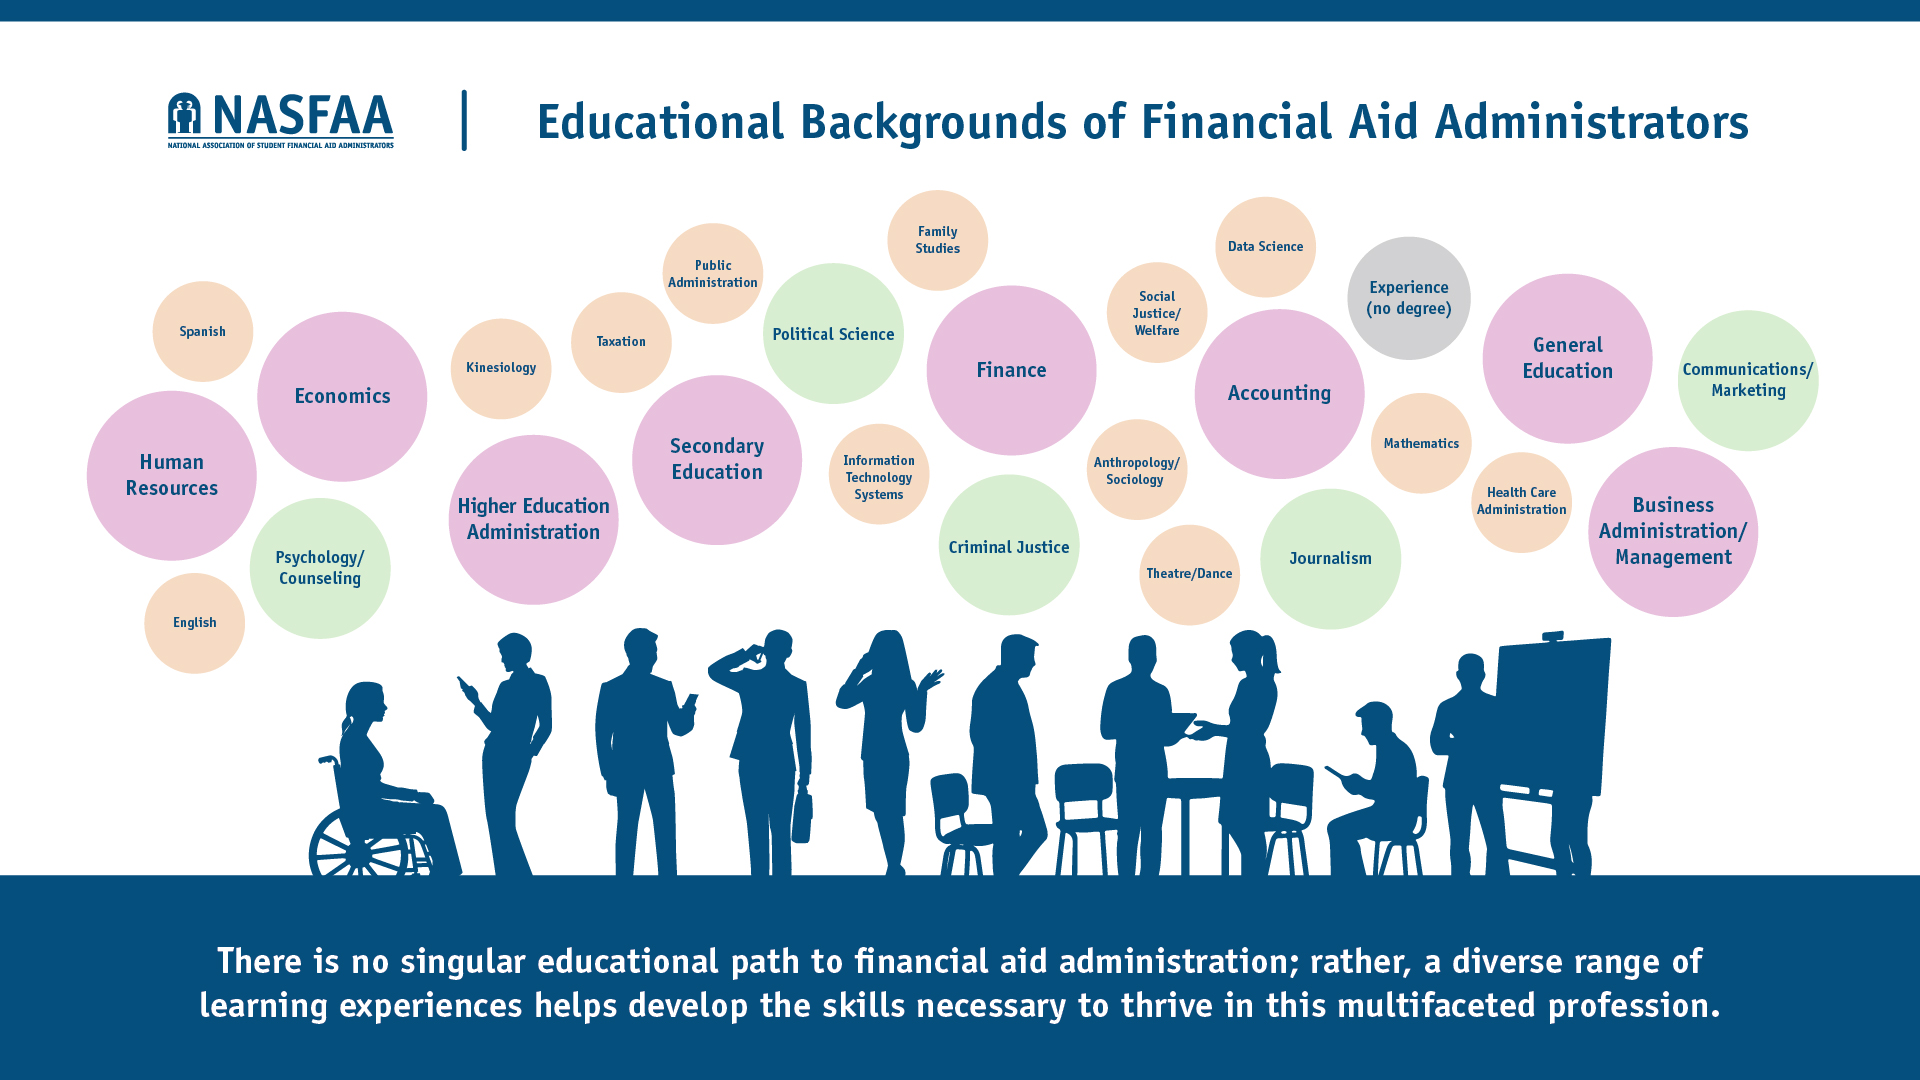 NASFAA
NATIONAL ASSOCIATION OF STUDENT FINANCIAL AID ADMINISTRATORS
Educational Backgrounds of Financial Aid Administrators
Spanish
Economics
Human
Resources
Psychology/
Counseling
English
Kinesiology
Higher Education
Administration
Taxation
Public
Administration
Secondary
Education
Political Science
Family
Studies
Information
Technology
Systems
Finance
Criminal Justice
Social
Justice/
Welfare
Anthropology/
Sociology
Theatre/Dance
Data Science
Accounting
Journalism
Experience
(no degree)
Mathematics
Health Care
Administration
General
Education
Communications/
Marketing
Business
Administration/
Management
There is no singular educational path to financial aid administration; rather, a diverse range of
learning experiences helps develop the skills necessary to thrive in this multifaceted profession.